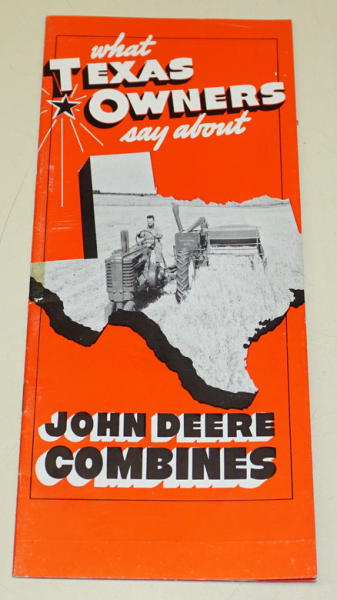 what
TEXAS
OWNERS
say about
JOHN DEERE
COMBINES